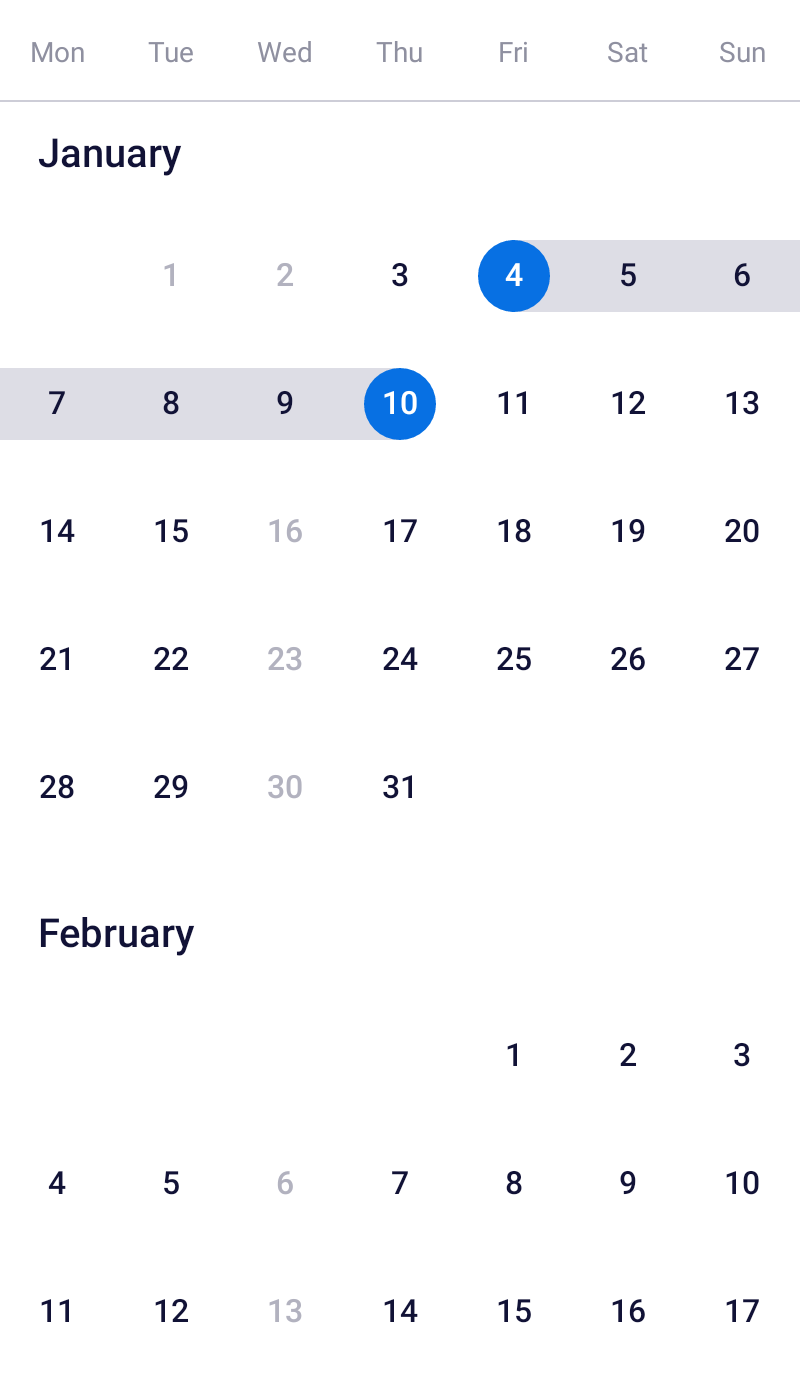 Mon Tue Wed Thu Fri Sat Sun
January
1 2 3 4 5 6
7 8 9 10 11 12 13
14 15 16 17 18 19 20
21 22 23 24 25 26 27
28 29 30 31
February
1 2 3
4 5 6 7 8 9 10
11 12 13 14 15 16 17